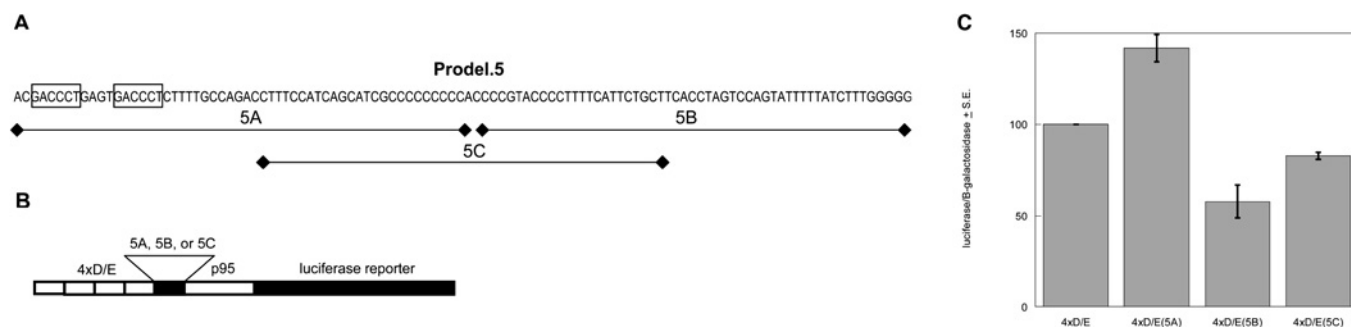 A
Prodel.5
ACGACCCTGAGTGACCCTCTTTTGCCAGACCTTTCCATCAGCATCGCCCCCCCCCCACCCCGTACCCCTTTTCATTCTGCTTCACCTAGTCCAGTATTTTTATCTTTGGGGG
5A
5B
5C
B
5A, 5B, or 5C
4xD/E
p95
luciferase reporter
C
luciferase/B-galactosidase ± S.E.
150
100
50
0
4xD/E
4xD/E(5A)
4xD/E(5B)
4xD/E(5C)